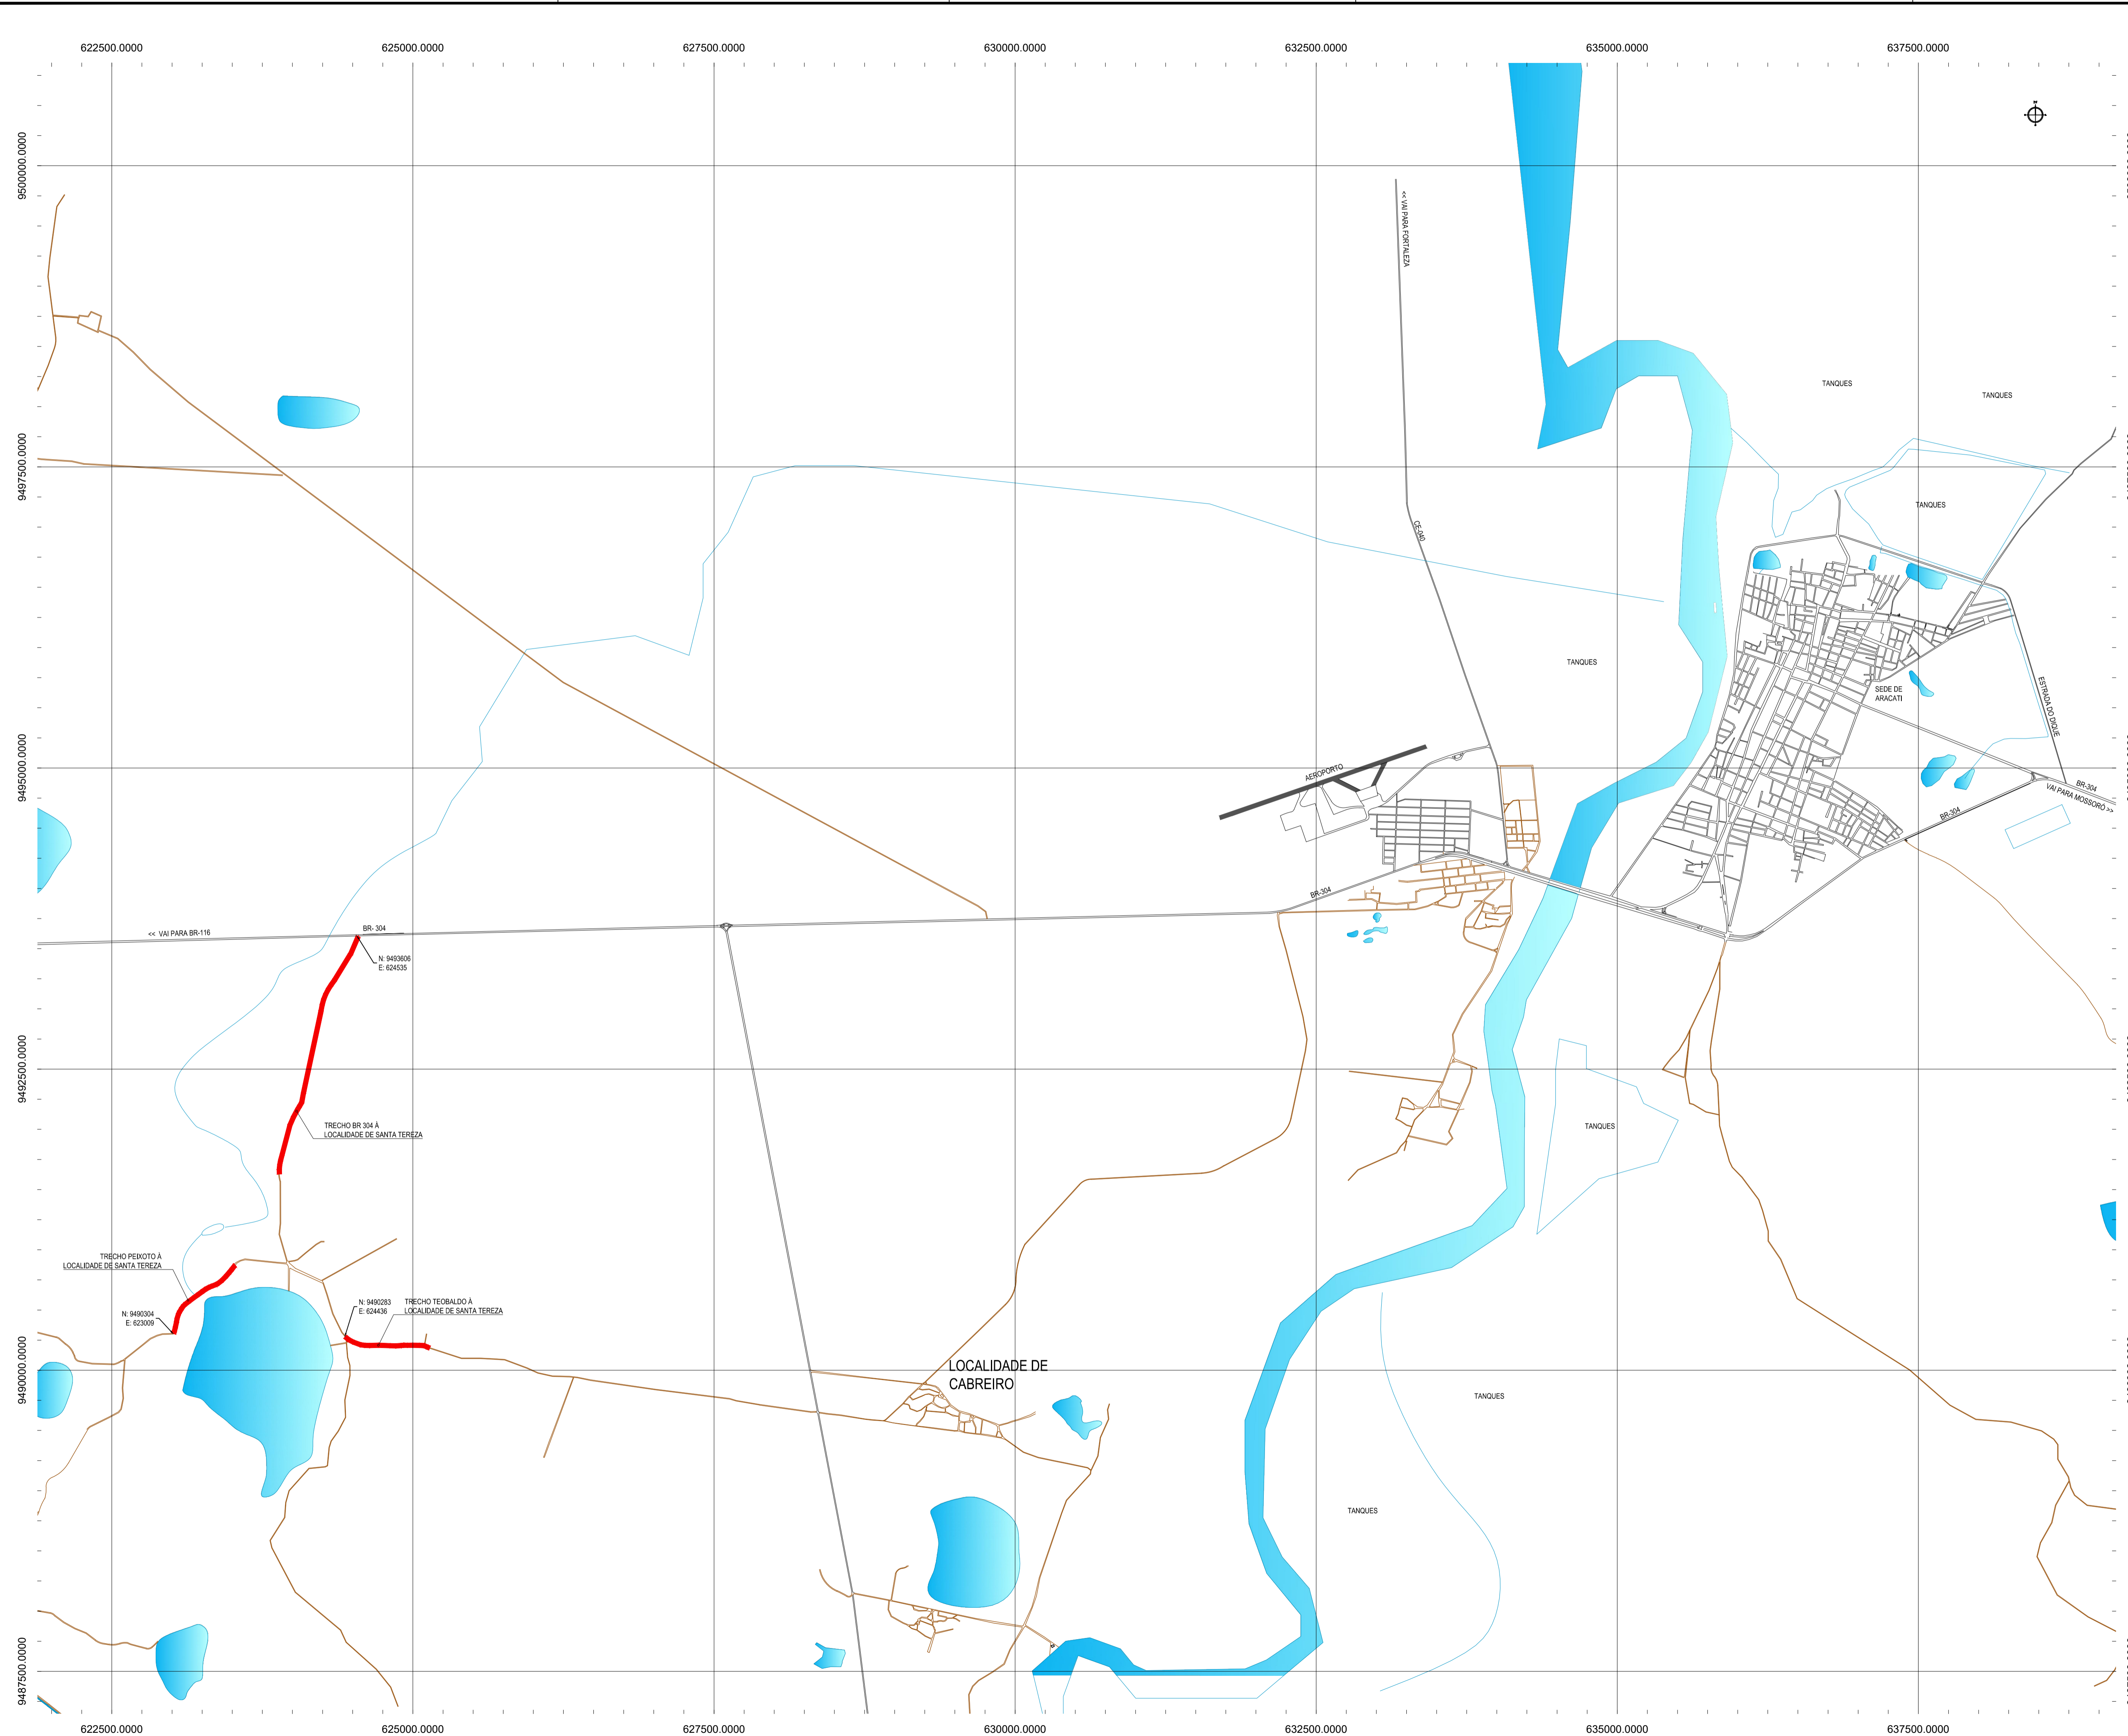 622500.0000
625000.0000
627500.0000
630000.0000
632500.0000
635000.0000
637500.0000
9500000.0000
9497500.0000
9495000.0000
9492500.0000
9490000.0000
9487500.0000
<< VAI PARA FORTALEZA
CE-040
TANQUES
TANQUES
TANQUES
TANQUES
SEDE DE
ARACATI
ESTRADA DO DIQUE
AEROPORTO
BR-304
VAI PARA MOSSORÓ >>
BR-304
BR-304
<< VAI PARA BR-116
BR- 304
N: 9493606
E: 624535
TRECHO BR 304 À
LOCALIDADE DE SANTA TEREZA
TANQUES
TRECHO PEIXOTO À
LOCALIDADE DE SANTA TEREZA
N: 9490304
E: 623009
N: 9490283
E: 624436
TRECHO TEOBALDO À
LOCALIDADE DE SANTA TEREZA
LOCALIDADE DE
CABREIRO
TANQUES
TANQUES
622500.0000
625000.0000
627500.0000
630000.0000
632500.0000
635000.0000
637500.0000